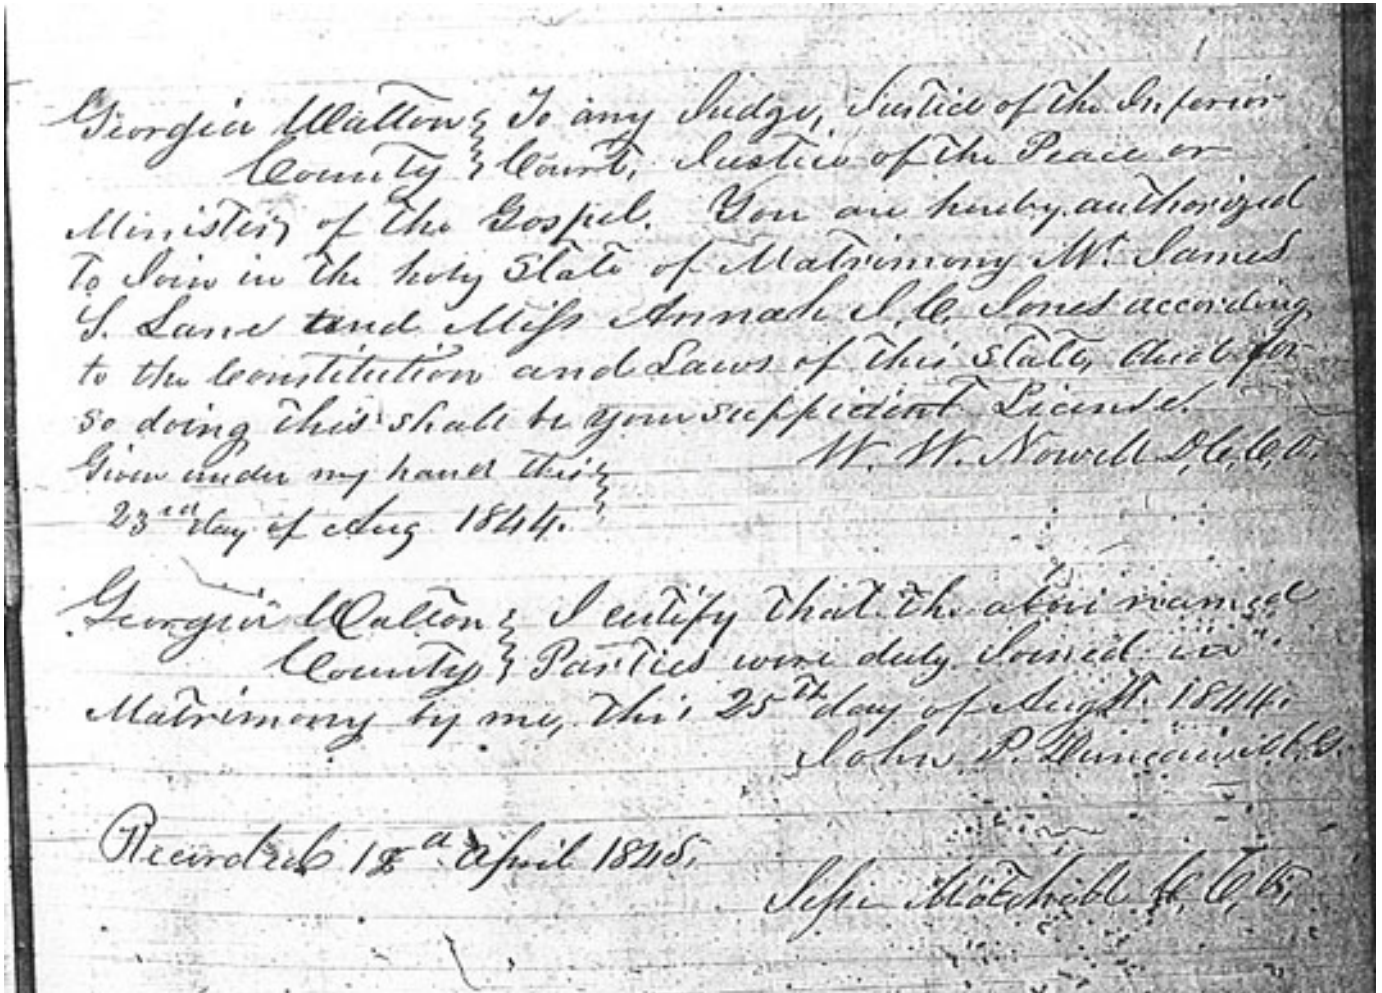 Georgia Walton } To any Judge, Justice of the Inferior
County } Court, Justice of the Peace or
Minister of the Gospel. You are hereby authorized
to Join in the holy State of Matrimony Mr. James
S. Lane and Miss Annah S. C. Jones according
to the Constitution and Laws of this State, And for
so doing this shall be your sufficient License.
W. W. Nowell D.C.C.O.
Given under my hand this }
23rd day of Aug 1844.
Georgia Walton } I certify that the above named
County } Parties were duly Joined in
Matrimony by me, this 25th day of Augst. 1844.
John P. Duncan M.G.
Recorded April 1845.
Jesse C.C.O.